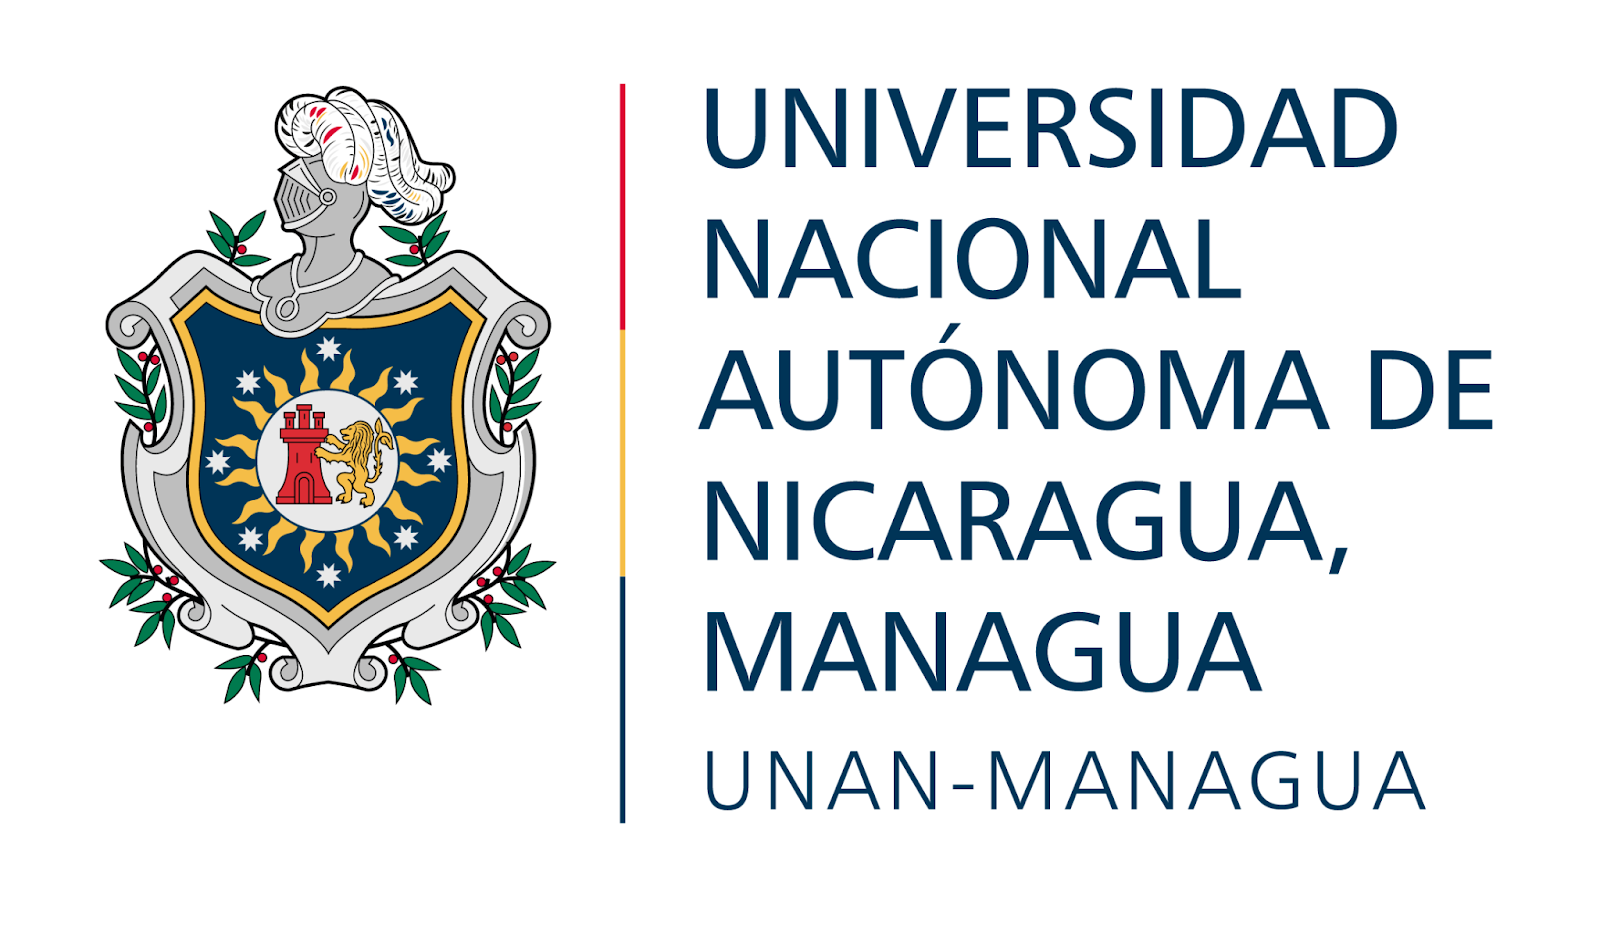 UNIVERSIDAD
NACIONAL
AUTÓNOMA DE
NICARAGUA,
MANAGUA
UNAN-MANAGUA